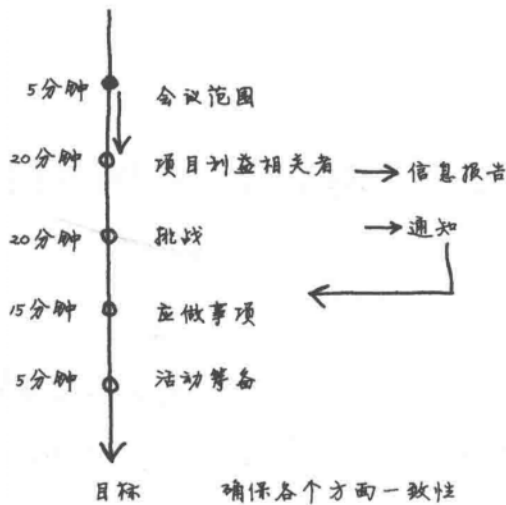 5分钟 会议范围
20分钟 项目利益相关者 信息报告
20分钟 挑战 通知
15分钟 应做事项
5分钟 活动筹备
目标 确保各个方面一致性